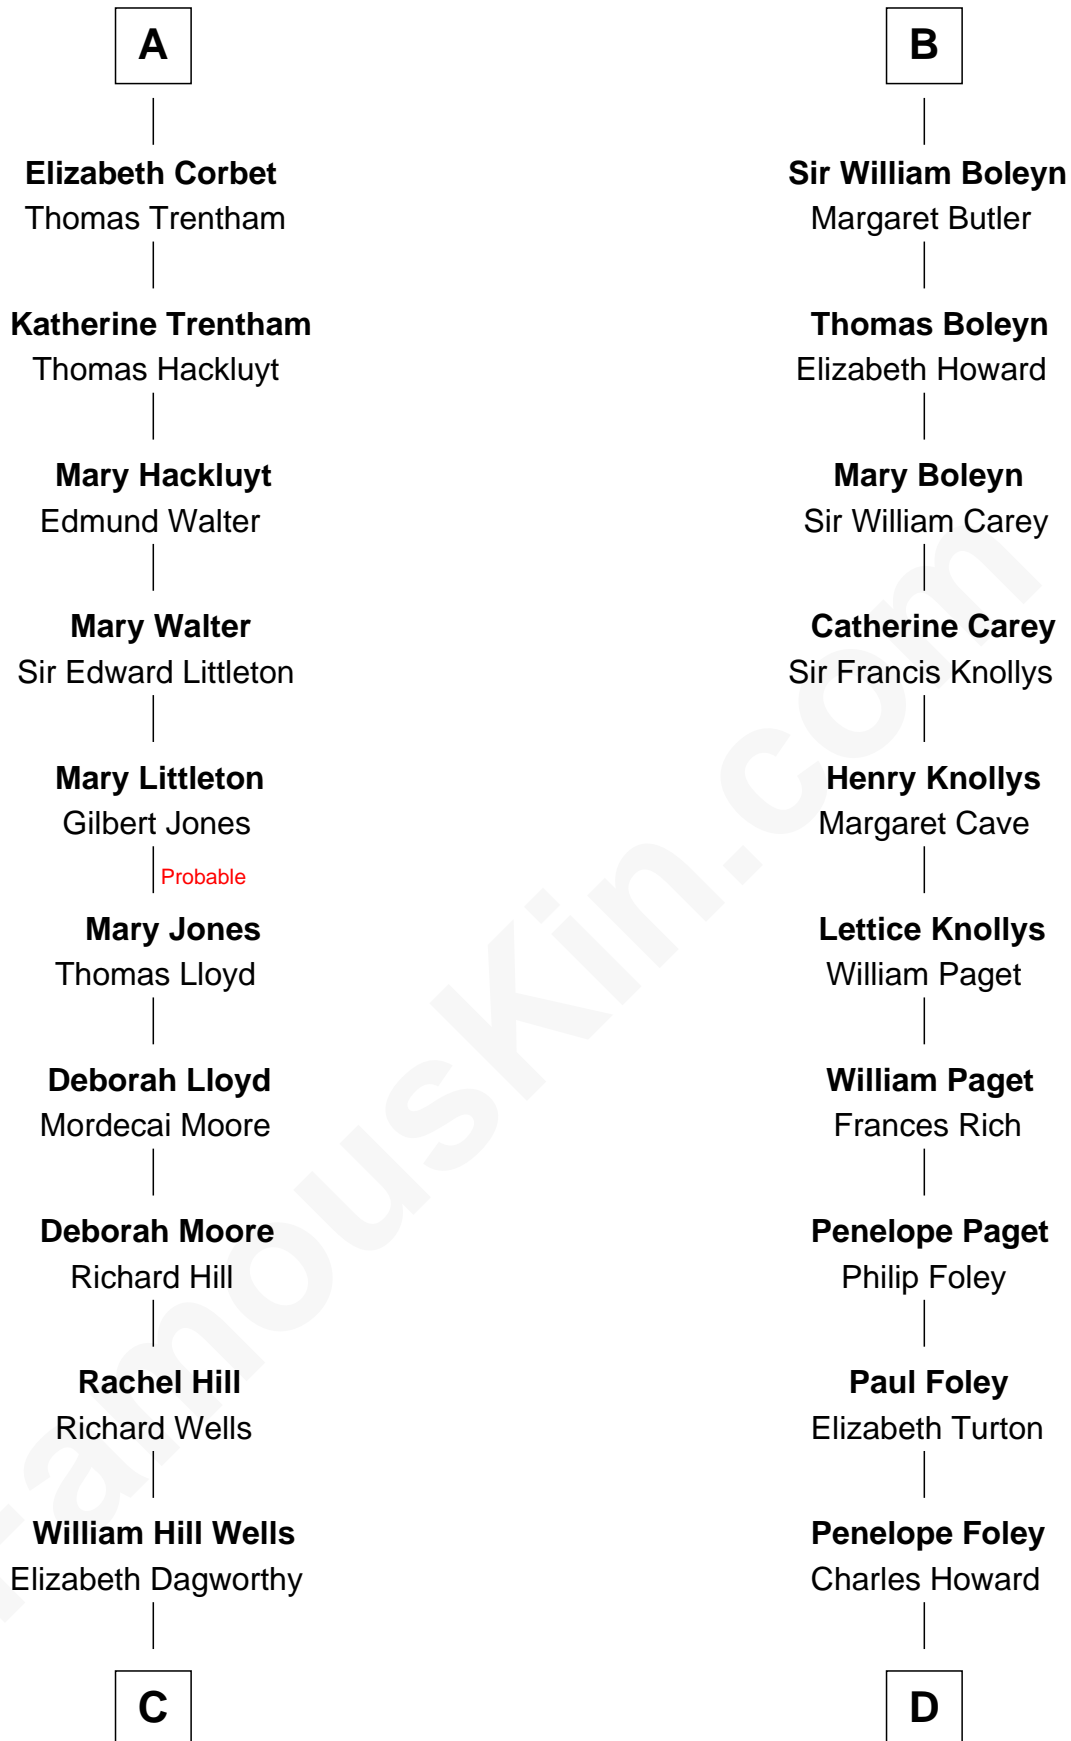 A
Elizabeth Corbet
Thomas Trentham
Katherine Trentham
Thomas Hackluyt
Mary Hackluyt
Edmund Walter
Mary Walter
Sir Edward Littleton
Mary Littleton
Gilbert Jones
Probable
Mary Jones
Thomas Lloyd
Deborah Lloyd
Mordecai Moore
Deborah Moore
Richard Hill
Rachel Hill
Richard Wells
William Hill Wells
Elizabeth Dagworthy
C
B
Sir William Boleyn
Margaret Butler
Thomas Boleyn
Elizabeth Howard
Mary Boleyn
Sir William Carey
Catherine Carey
Sir Francis Knollys
Henry Knollys
Margaret Cave
Lettice Knollys
William Paget
William Paget
Frances Rich
Penelope Paget
Philip Foley
Paul Foley
Elizabeth Turton
Penelope Foley
Charles Howard
D
FamousKin.com